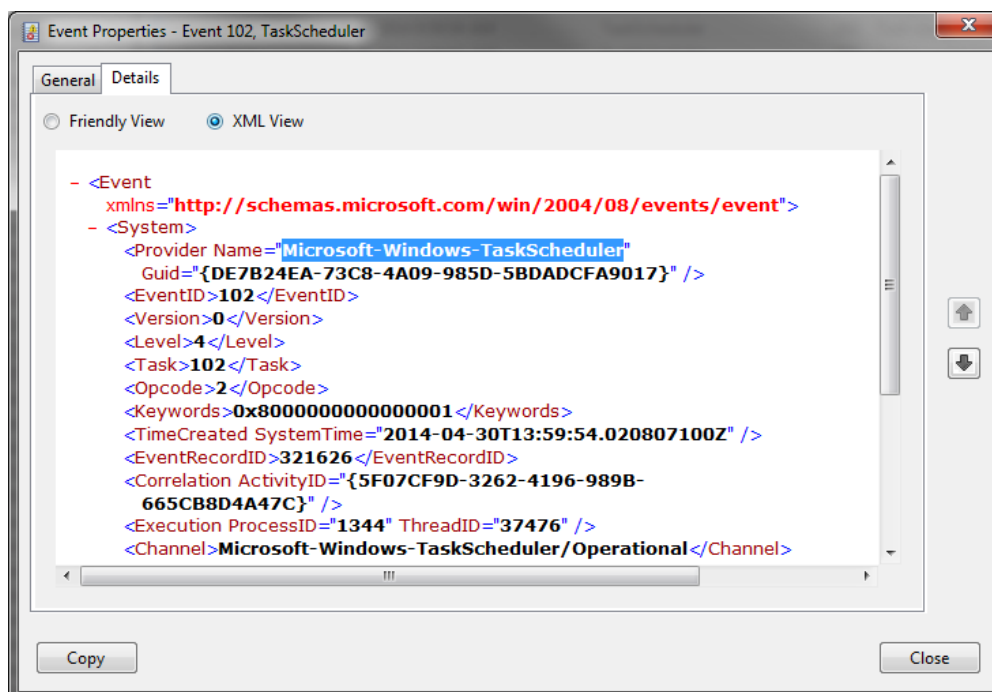 Event Properties - Event 102, TaskScheduler
General Details
Friendly View XML View
– <Event
xmlns="http://schemas.microsoft.com/win/2004/08/events/event">
– <System>
<Provider Name="Microsoft-Windows-TaskScheduler"
Guid="{DE7B24EA-73C8-4A09-985D-5BDADCFA9017}" />
<EventID>102</EventID>
<Version>0</Version>
<Level>4</Level>
<Task>102</Task>
<Opcode>2</Opcode>
<Keywords>0x8000000000000001</Keywords>
<TimeCreated SystemTime="2014-04-30T13:59:54.020807100Z" />
<EventRecordID>321626</EventRecordID>
<Correlation ActivityID="{5F07CF9D-3262-4196-989B-
665CB8D4A47C}" />
<Execution ProcessID="1344" ThreadID="37476" />
<Channel>Microsoft-Windows-TaskScheduler/Operational</Channel>
Copy Close